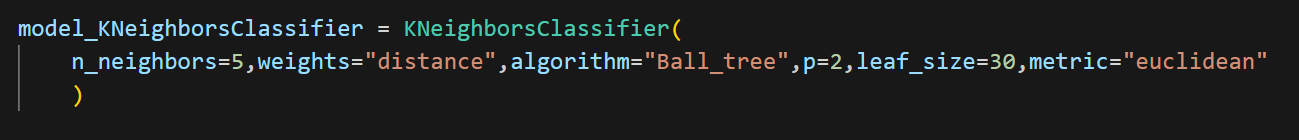 model_KNeighborsClassifier = KNeighborsClassifier(
n_neighbors=5,weights="distance",algorithm="Ball_tree",p=2,leaf_size=30,metric="euclidean"
)